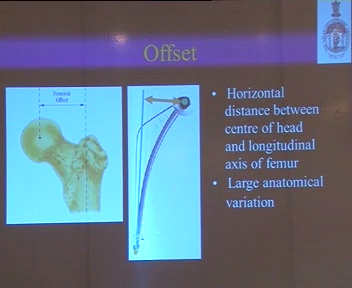 Offset
Femoral
Offset
• Horizontal
distance between
centre of head
and longitudinal
axis of femur
• Large anatomical
variation